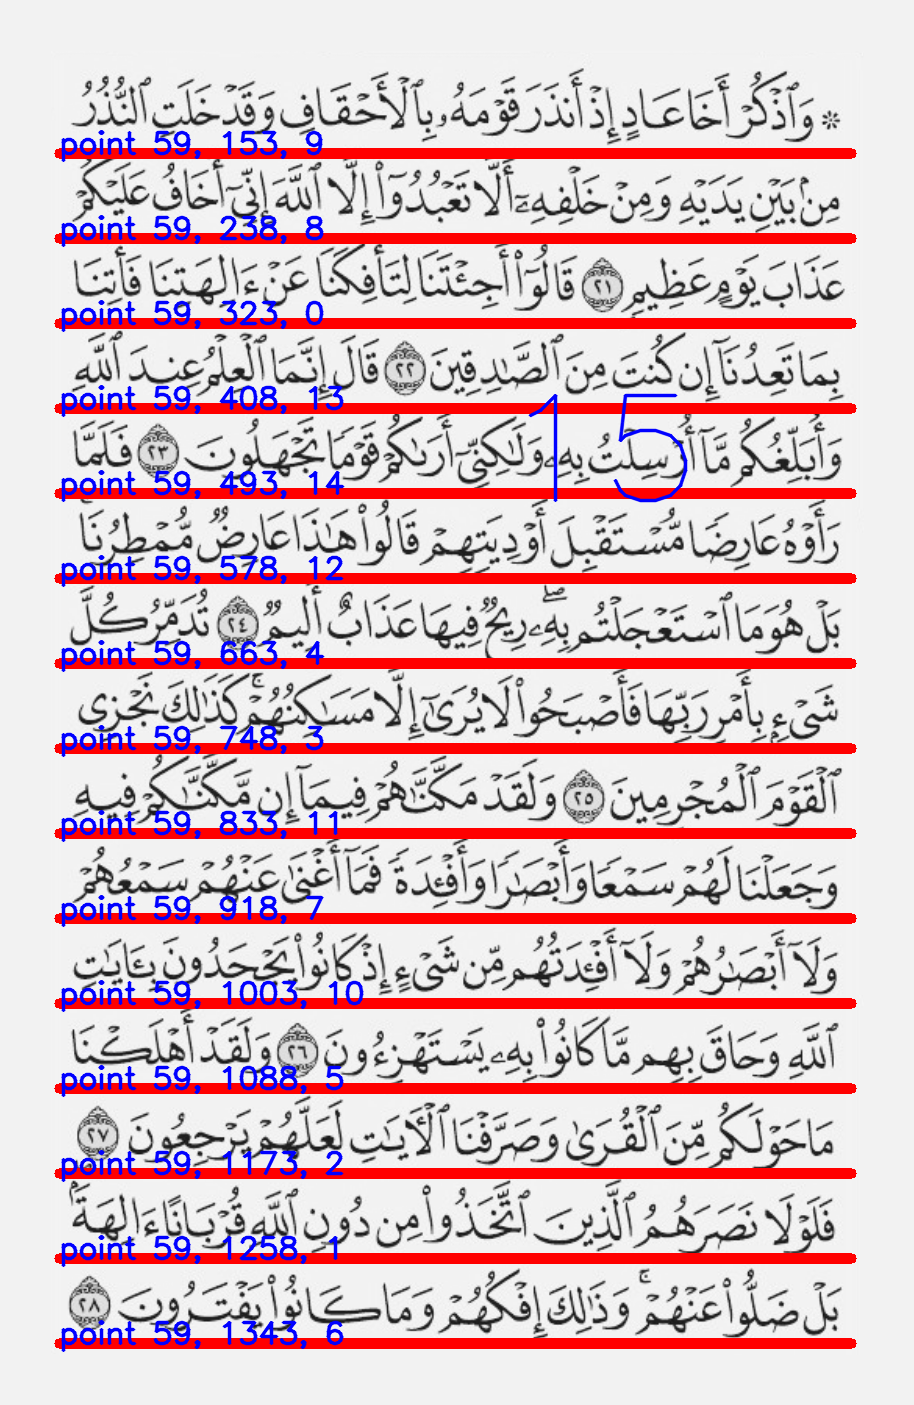 ۞ وَٱذْكُرْ أَخَا عَادٍ إِذْ أَنذَرَ قَوْمَهُۥ بِٱلْأَحْقَافِ وَقَدْ خَلَتِ ٱلنُّذُرُ
point 59, 153, 9
مِنۢ بَيْنِ يَدَيْهِ وَمِنْ خَلْفِهِۦٓ أَلَّا تَعْبُدُوٓا۟ إِلَّا ٱللَّهَ إِنِّىٓ أَخَافُ عَلَيْكُمْ
point 59, 238, 8
عَذَابَ يَوْمٍ عَظِيمٍ ٢١ قَالُوٓا۟ أَجِئْتَنَا لِتَأْفِكَنَا عَنْ ءَالِهَتِنَا فَأْتِنَا
point 59, 323, 0
بِمَا تَعِدُنَآ إِن كُنتَ مِنَ ٱلصَّٰدِقِينَ ٢٢ قَالَ إِنَّمَا ٱلْعِلْمُ عِندَ ٱللَّهِ
point 59, 408, 13
15
وَأُبَلِّغُكُم مَّآ أُرْسِلْتُ بِهِۦ وَلَٰكِنِّىٓ أَرَىٰكُمْ قَوْمًا تَجْهَلُونَ ٢٣ فَلَمَّا
point 59, 493, 14
رَأَوْهُ عَارِضًا مُّسْتَقْبِلَ أَوْدِيَتِهِمْ قَالُوا۟ هَٰذَا عَارِضٌ مُّمْطِرُنَا ۚ
point 59, 578, 12
بَلْ هُوَ مَا ٱسْتَعْجَلْتُم بِهِۦ ۖ رِيحٌ فِيهَا عَذَابٌ أَلِيمٌ ٢٤ تُدَمِّرُ كُلَّ
point 59, 663, 4
شَىْءٍۭ بِأَمْرِ رَبِّهَا فَأَصْبَحُوا۟ لَا يُرَىٰٓ إِلَّا مَسَٰكِنُهُمْ ۚ كَذَٰلِكَ نَجْزِى
point 59, 748, 3
ٱلْقَوْمَ ٱلْمُجْرِمِينَ ٢٥ وَلَقَدْ مَكَّنَّٰهُمْ فِيمَآ إِن مَّكَّنَّٰكُمْ فِيهِ
point 59, 833, 11
وَجَعَلْنَا لَهُمْ سَمْعًا وَأَبْصَٰرًا وَأَفْـِٔدَةً فَمَآ أَغْنَىٰ عَنْهُمْ سَمْعُهُمْ
point 59, 918, 7
وَلَآ أَبْصَٰرُهُمْ وَلَآ أَفْـِٔدَتُهُم مِّن شَىْءٍ إِذْ كَانُوا۟ يَجْحَدُونَ بِـَٔايَٰتِ
point 59, 1003, 10
ٱللَّهِ وَحَاقَ بِهِم مَّا كَانُوا۟ بِهِۦ يَسْتَهْزِءُونَ ٢٦ وَلَقَدْ أَهْلَكْنَا
point 59, 1088, 5
مَا حَوْلَكُم مِّنَ ٱلْقُرَىٰ وَصَرَّفْنَا ٱلْـَٔايَٰتِ لَعَلَّهُمْ يَرْجِعُونَ ٢٧
point 59, 1173, 2
فَلَوْلَا نَصَرَهُمُ ٱلَّذِينَ ٱتَّخَذُوا۟ مِن دُونِ ٱللَّهِ قُرْبَانًا ءَالِهَةًۢ ۖ
point 59, 1258, 1
بَلْ ضَلُّوا۟ عَنْهُمْ ۚ وَذَٰلِكَ إِفْكُهُمْ وَمَا كَانُوا۟ يَفْتَرُونَ ٢٨
point 59, 1343, 6